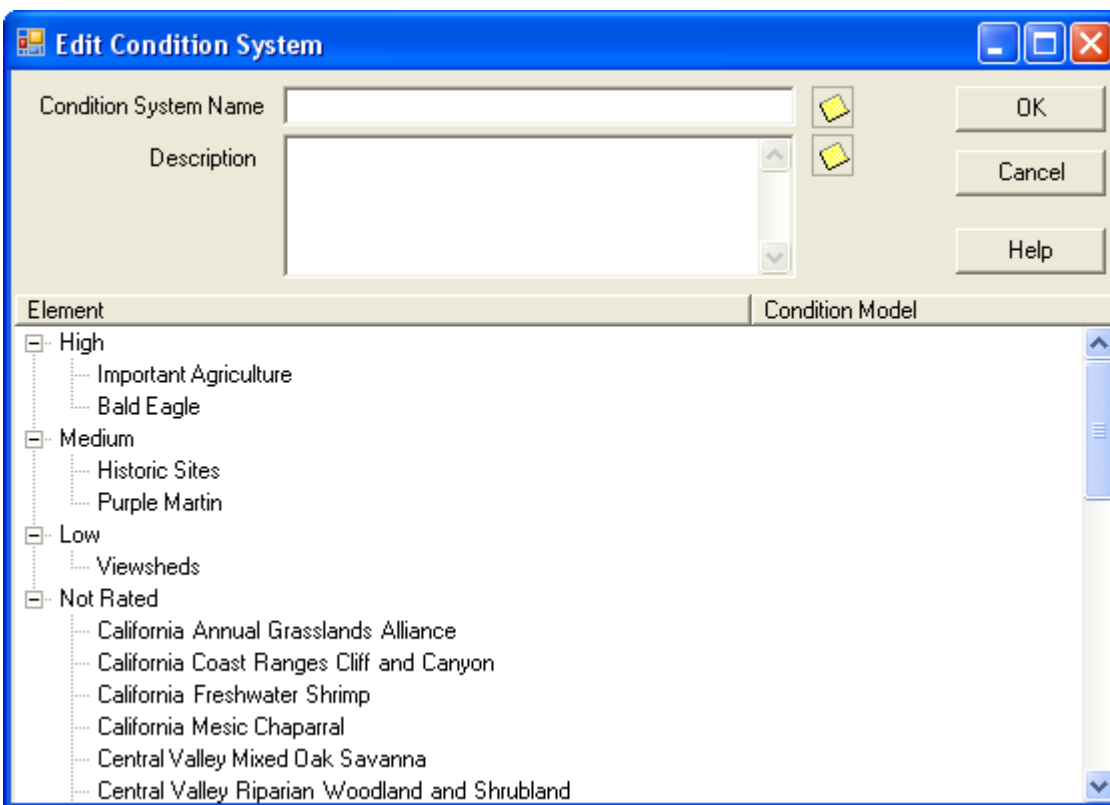 Edit Condition System
Condition System Name
OK
Description
Cancel
Help
Element Condition Model
High
Important Agriculture
Bald Eagle
Medium
Historic Sites
Purple Martin
Low
Viewsheds
Not Rated
California Annual Grasslands Alliance
California Coast Ranges Cliff and Canyon
California Freshwater Shrimp
California Mesic Chaparral
Central Valley Mixed Oak Savanna
Central Valley Riparian Woodland and Shrubland